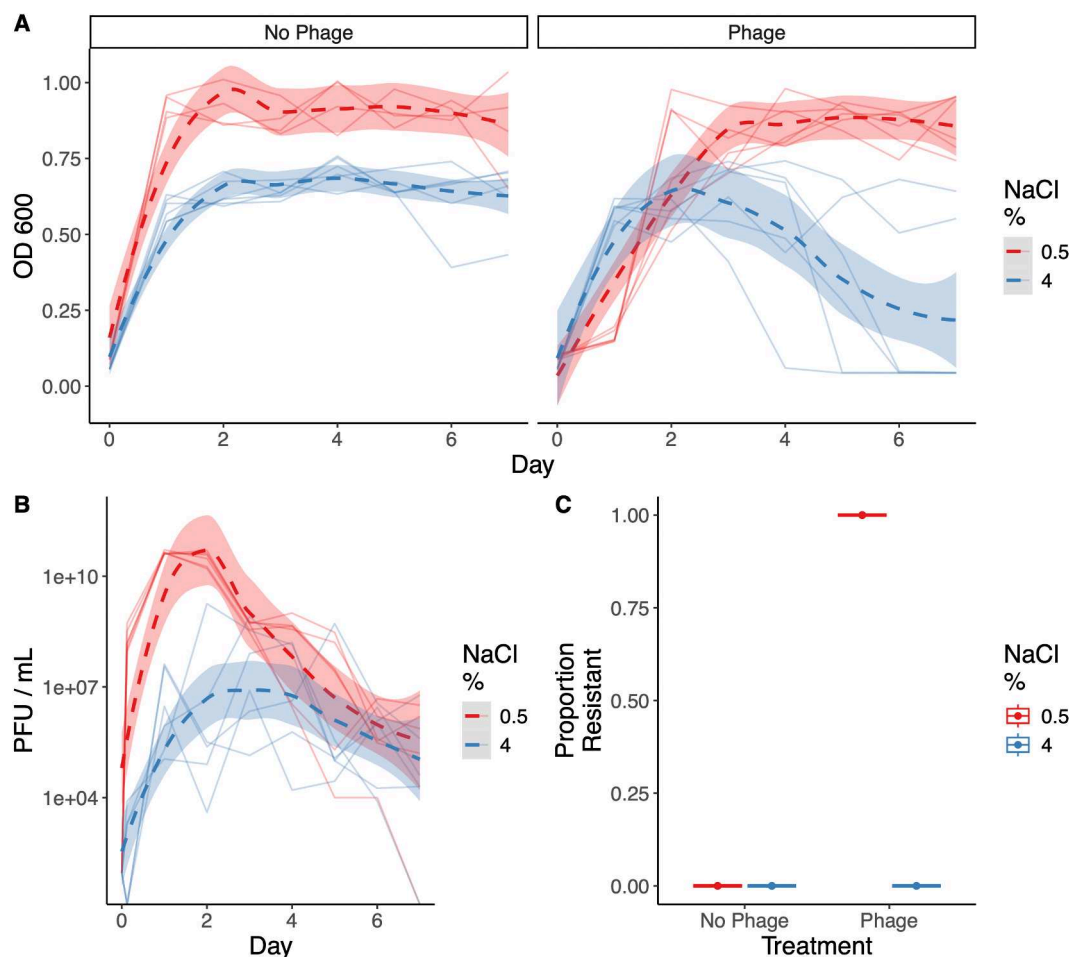 A
No Phage
Phage
OD 600
1.00
0.75
0.50
0.25
0.00
0 2 4 6
0 2 4 6
Day
NaCl
%
0.5
4
B
PFU / mL
1e+10
1e+07
1e+04
0 2 4 6
Day
NaCl
%
0.5
4
C
Proportion
Resistant
1.00
0.75
0.50
0.25
0.00
No Phage Phage
Treatment
NaCl
%
0.5
4